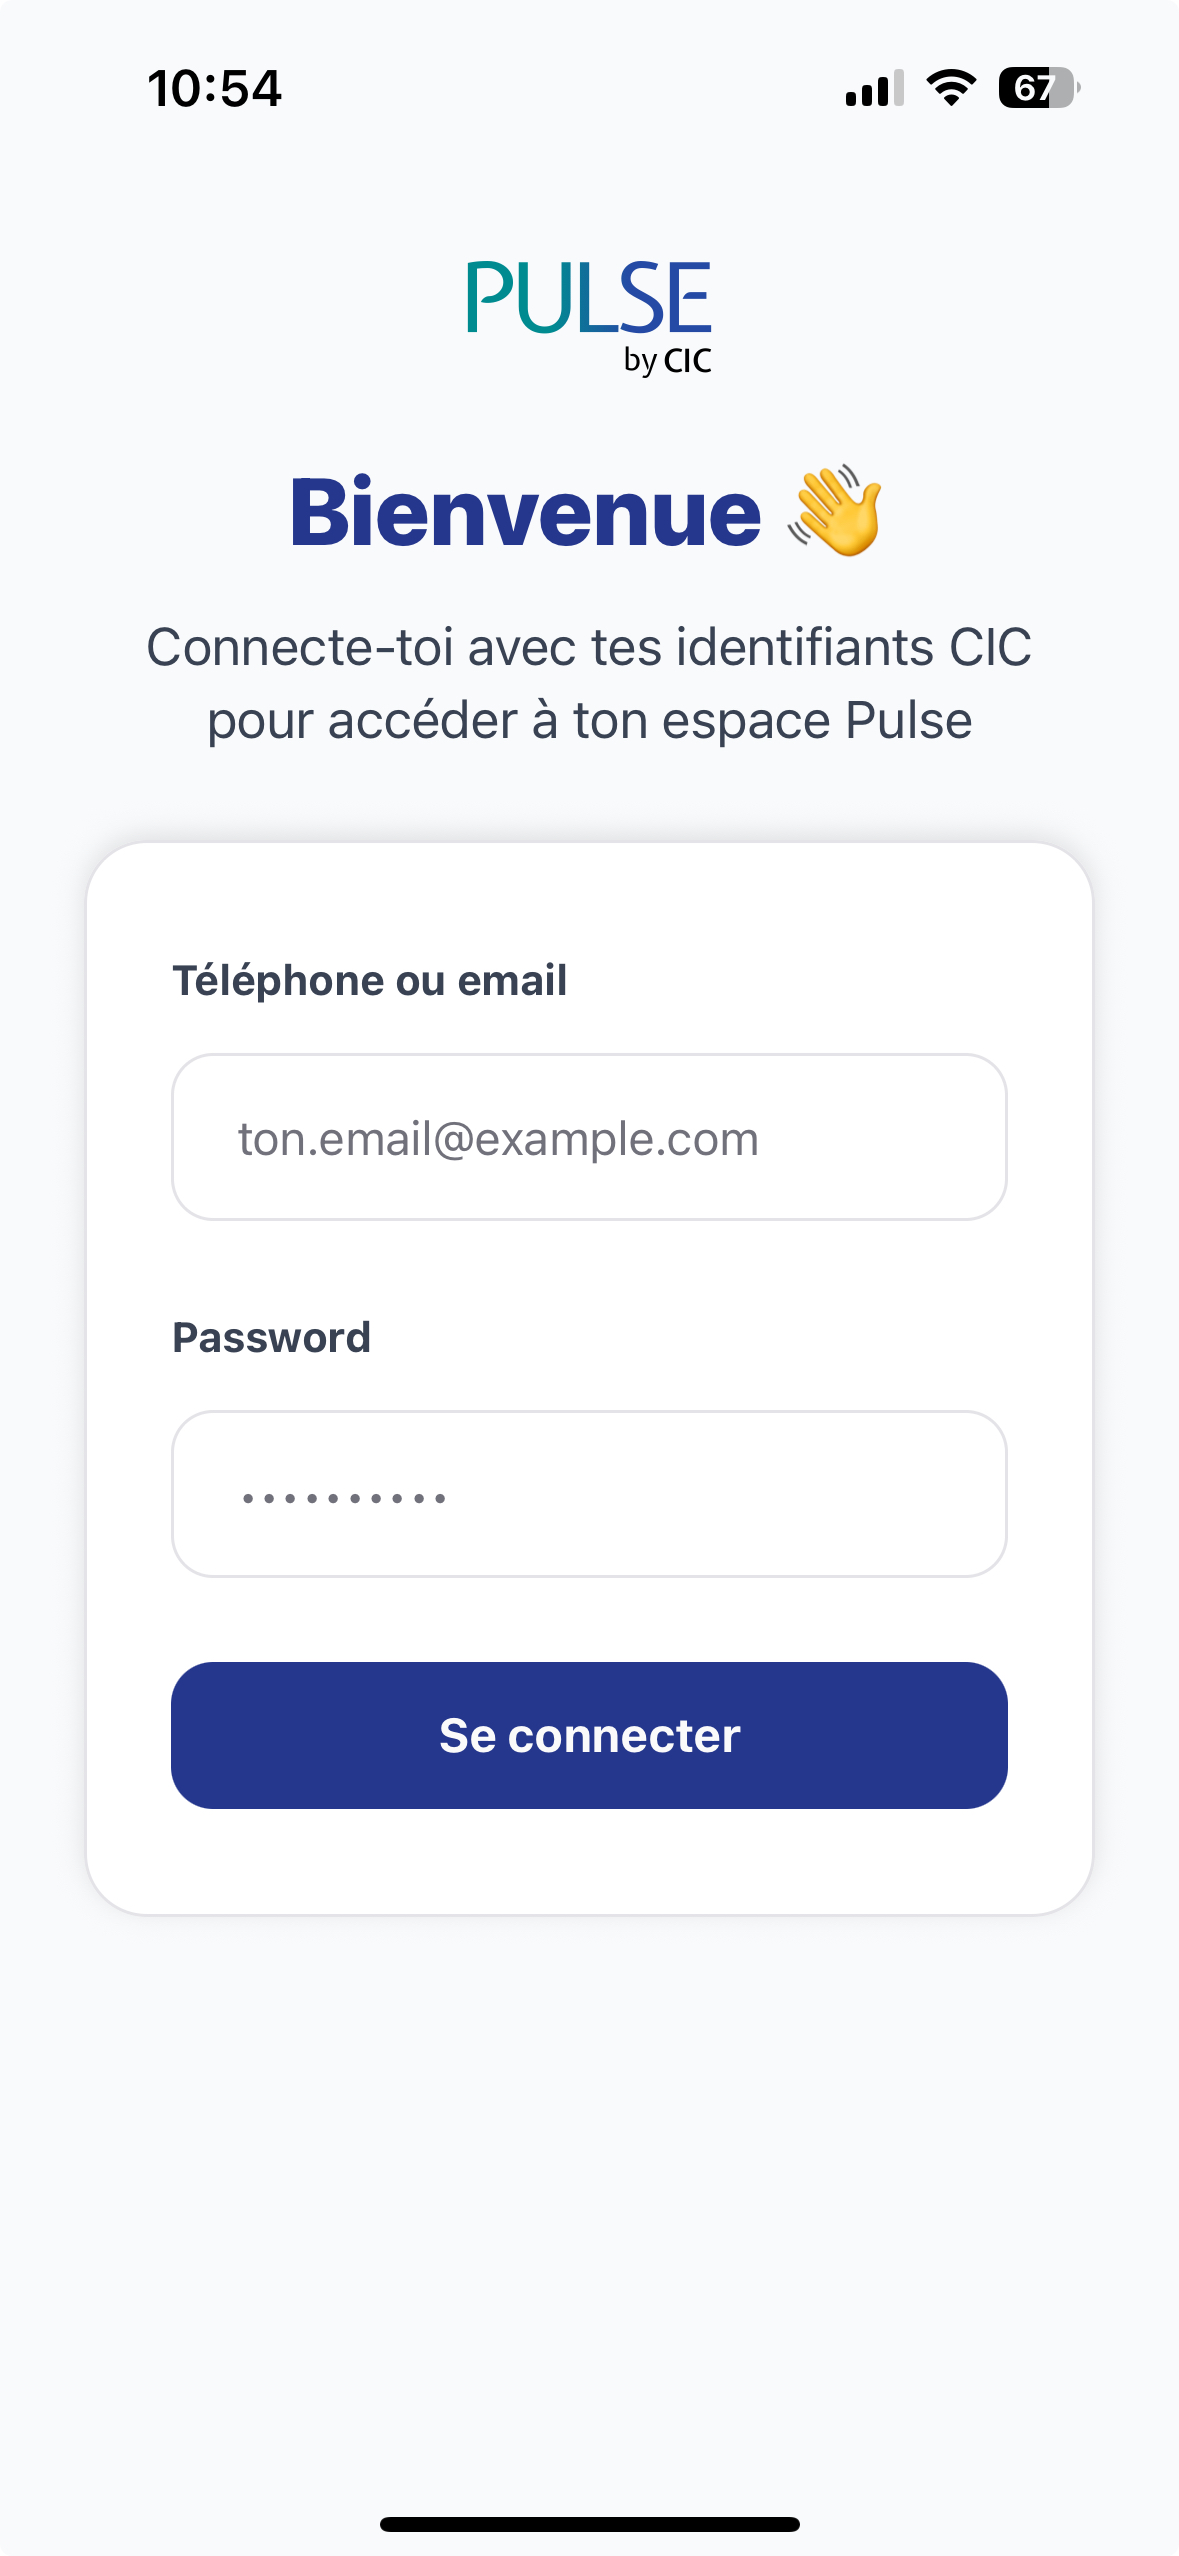 10:54
67
PULSE
by CIC
Bienvenue 👋
Connecte-toi avec tes identifiants CIC
pour accéder à ton espace Pulse
Téléphone ou email
ton.email@example.com
Password
••••••••••
Se connecter